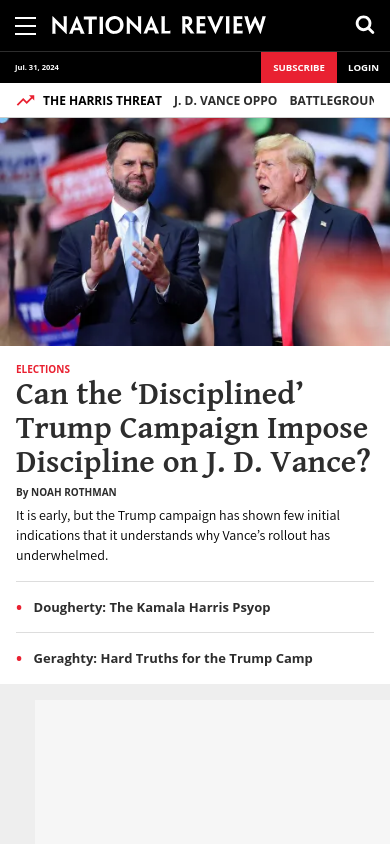 NATIONAL REVIEW
Jul. 31, 2024
SUBSCRIBE
LOGIN
THE HARRIS THREAT J. D. VANCE OPPO BATTLEGROUN
ELECTIONS
Can the ‘Disciplined’
Trump Campaign Impose
Discipline on J. D. Vance?
By NOAH ROTHMAN
It is early, but the Trump campaign has shown few initial
indications that it understands why Vance’s rollout has
underwhelmed.
• Dougherty: The Kamala Harris Psyop
• Geraghty: Hard Truths for the Trump Camp